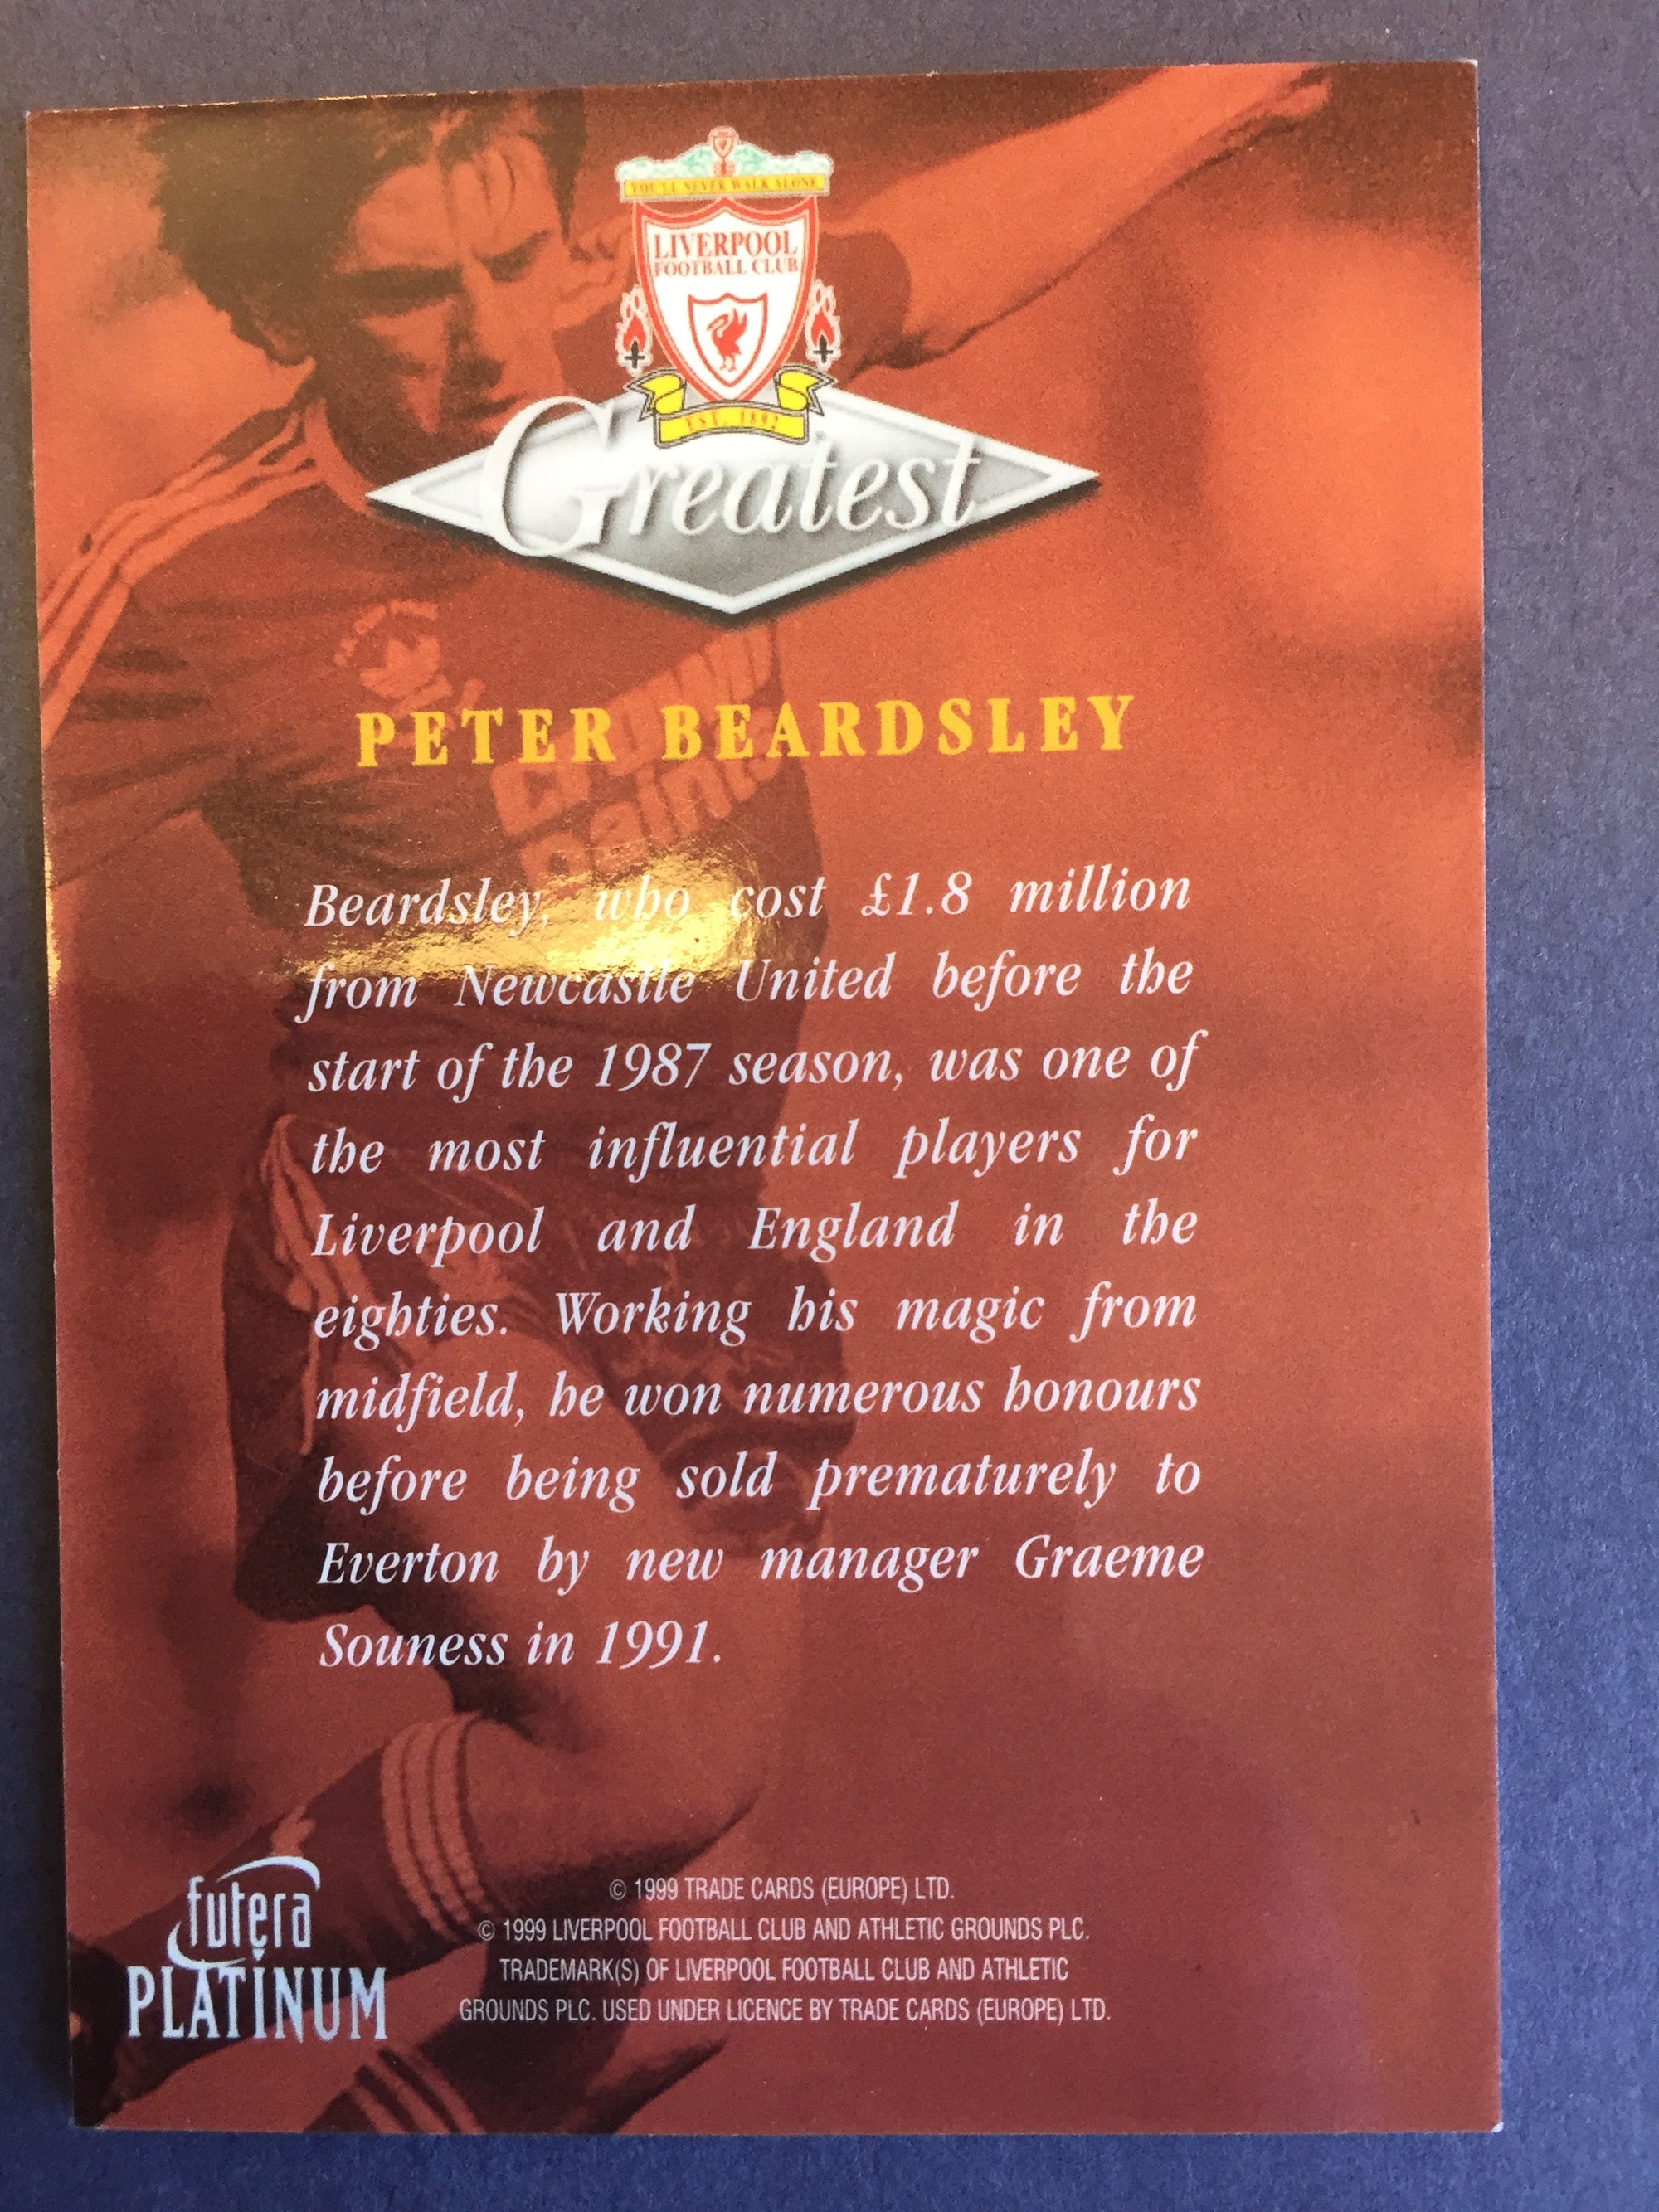 YOU'LL NEVER WALK ALONE
LIVERPOOL
FOOTBALL CLUB
EST. 1892
Greatest
PETER BEARDSLEY
crown
paints
Beardsley, who cost £1.8 million
from Newcastle United before the
start of the 1987 season, was one of
the most influential players for
Liverpool and England in the
eighties. Working his magic from
midfield, he won numerous honours
before being sold prematurely to
Everton by new manager Graeme
Souness in 1991.
futera
PLATINUM
© 1999 TRADE CARDS (EUROPE) LTD.
© 1999 LIVERPOOL FOOTBALL CLUB AND ATHLETIC GROUNDS PLC.
TRADEMARK(S) OF LIVERPOOL FOOTBALL CLUB AND ATHLETIC
GROUNDS PLC. USED UNDER LICENCE BY TRADE CARDS (EUROPE) LTD.